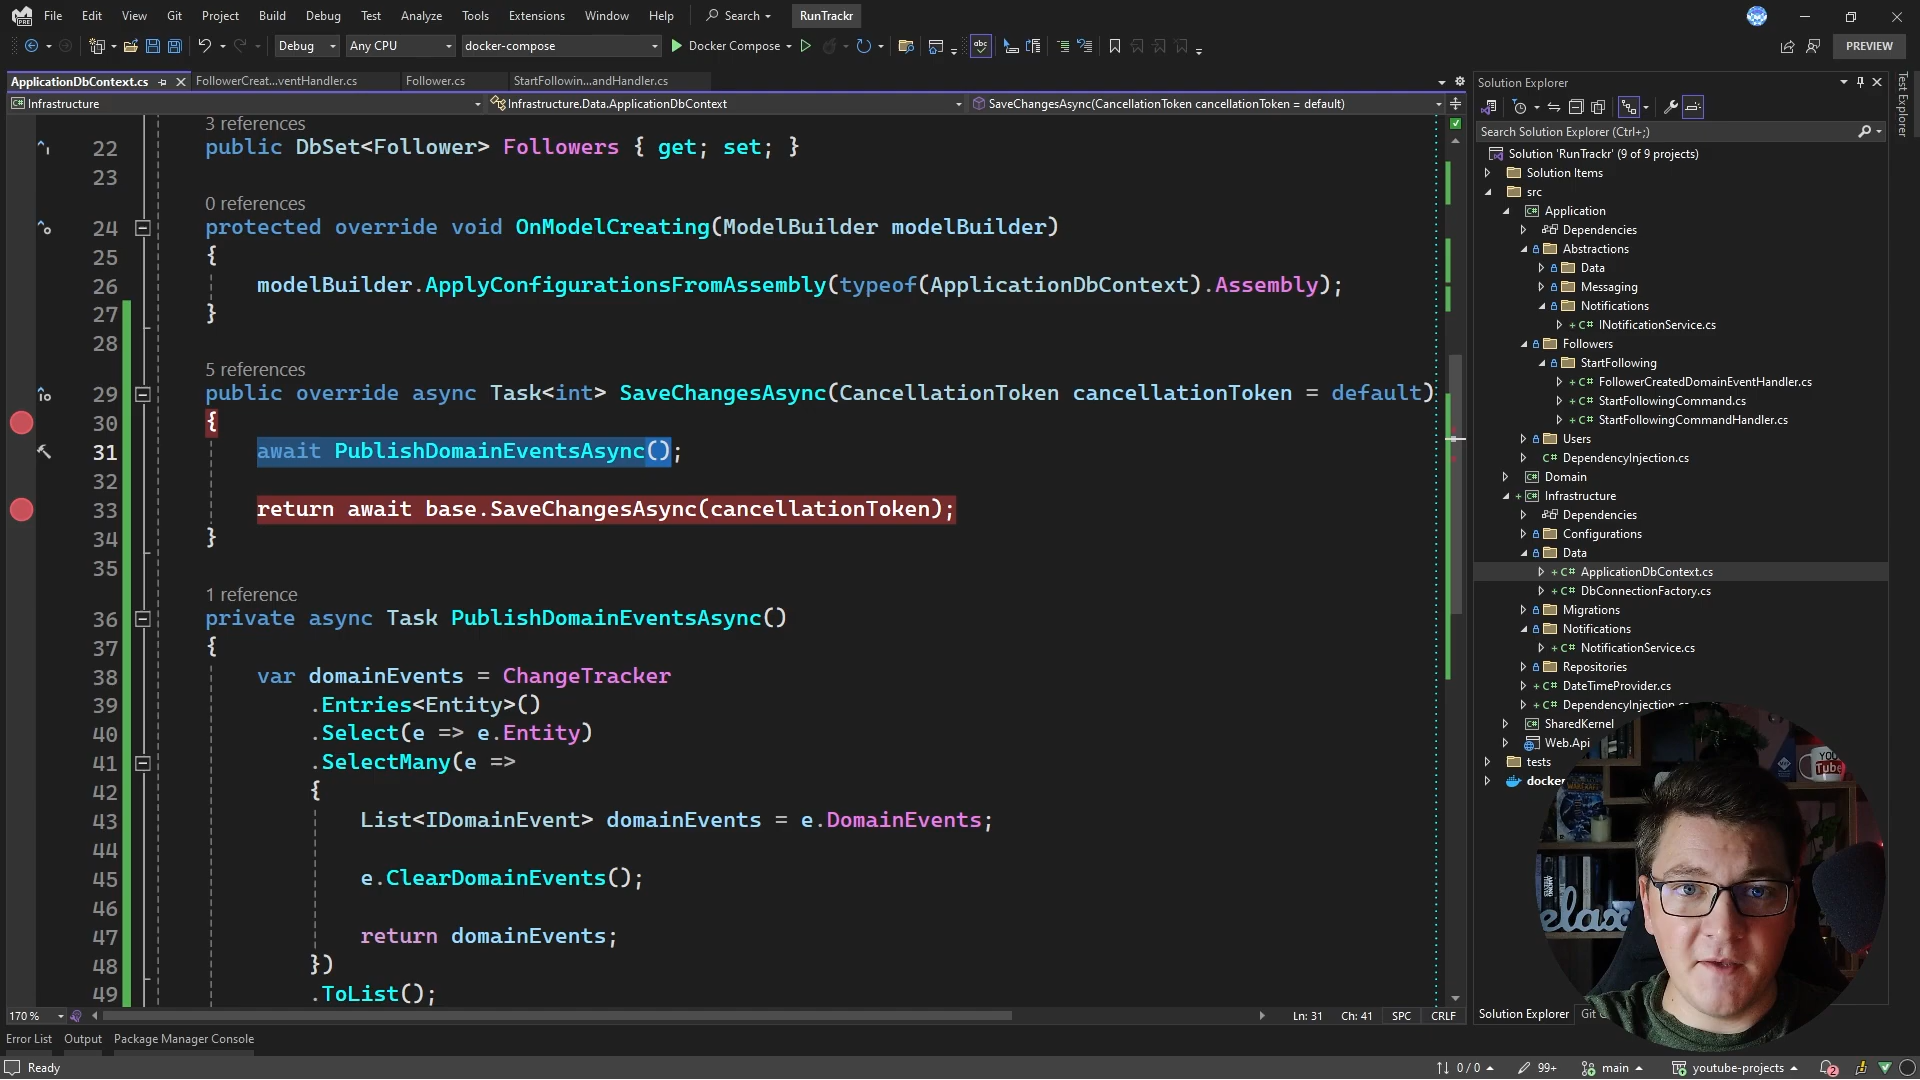 File Edit View Git Project Build Debug Test Analyze Tools Extensions Window Help Search RunTrackr
Debug Any CPU docker-compose Docker Compose PREVIEW
ApplicationDbContext.cs FollowerCreat...ventHandler.cs Follower.cs StartFollowin...andHandler.cs
Infrastructure Infrastructure.Data.ApplicationDbContext SaveChangesAsync(CancellationToken cancellationToken = default)
3 references
22 public DbSet<Follower> Followers { get; set; }
23
0 references
24 protected override void OnModelCreating(ModelBuilder modelBuilder)
25 {
26 modelBuilder.ApplyConfigurationsFromAssembly(typeof(ApplicationDbContext).Assembly);
27 }
28
5 references
29 public override async Task<int> SaveChangesAsync(CancellationToken cancellationToken = default)
30 {
31 await PublishDomainEventsAsync();
32
33 return await base.SaveChangesAsync(cancellationToken);
34 }
35
1 reference
36 private async Task PublishDomainEventsAsync()
37 {
38 var domainEvents = ChangeTracker
39 .Entries<Entity>()
40 .Select(e => e.Entity)
41 .SelectMany(e =>
42 {
43 List<IDomainEvent> domainEvents = e.DomainEvents;
44
45 e.ClearDomainEvents();
46
47 return domainEvents;
48 })
49 .ToList();
170 % Ln: 31 Ch: 41 SPC CRLF
Error List Output Package Manager Console
Ready 0 / 0 99+ main youtube-projects 2
Solution Explorer
Search Solution Explorer (Ctrl+;)
Solution 'RunTrackr' (9 of 9 projects)
Solution Items
src
Application
Dependencies
Abstractions
Data
Messaging
Notifications
INotificationService.cs
Followers
StartFollowing
FollowerCreatedDomainEventHandler.cs
StartFollowingCommand.cs
StartFollowingCommandHandler.cs
Users
DependencyInjection.cs
Domain
Infrastructure
Dependencies
Configurations
Data
ApplicationDbContext.cs
DbConnectionFactory.cs
Migrations
Notifications
NotificationService.cs
Repositories
DateTimeProvider.cs
DependencyInjection
SharedKernel
Web.Api
tests
docker
Solution Explorer Git
Test Explorer
YOU
Tube
elax